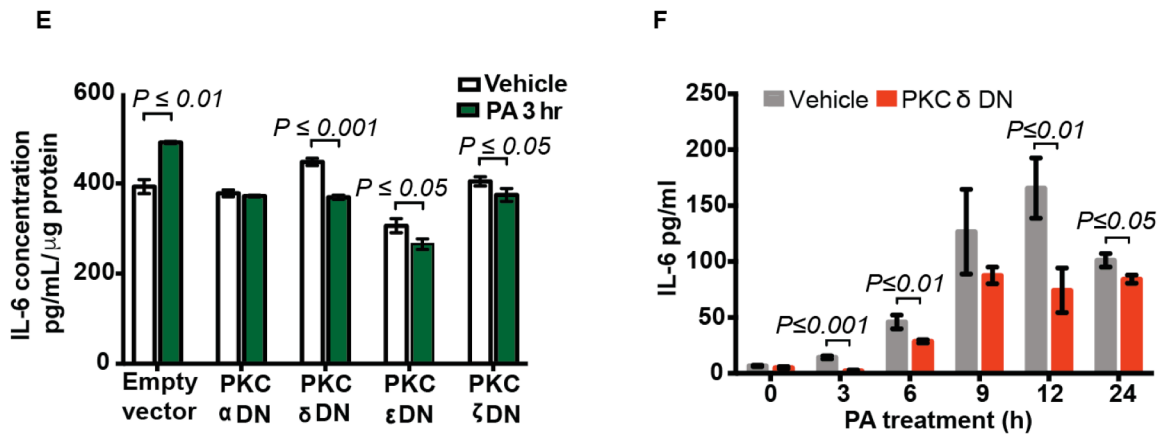 E
IL-6 concentration
pg/mL/µg protein
600
400
200
0
Vehicle
PA 3 hr
P ≤ 0.01
P ≤ 0.001
P ≤ 0.05
P ≤ 0.05
Empty
vector
PKC
α DN
PKC
δ DN
PKC
ε DN
PKC
ζ DN
F
IL-6 pg/ml
250
200
150
100
50
0
Vehicle
PKC δ DN
P≤0.001
P≤0.01
P≤0.01
P≤0.05
0 3 6 9 12 24
PA treatment (h)